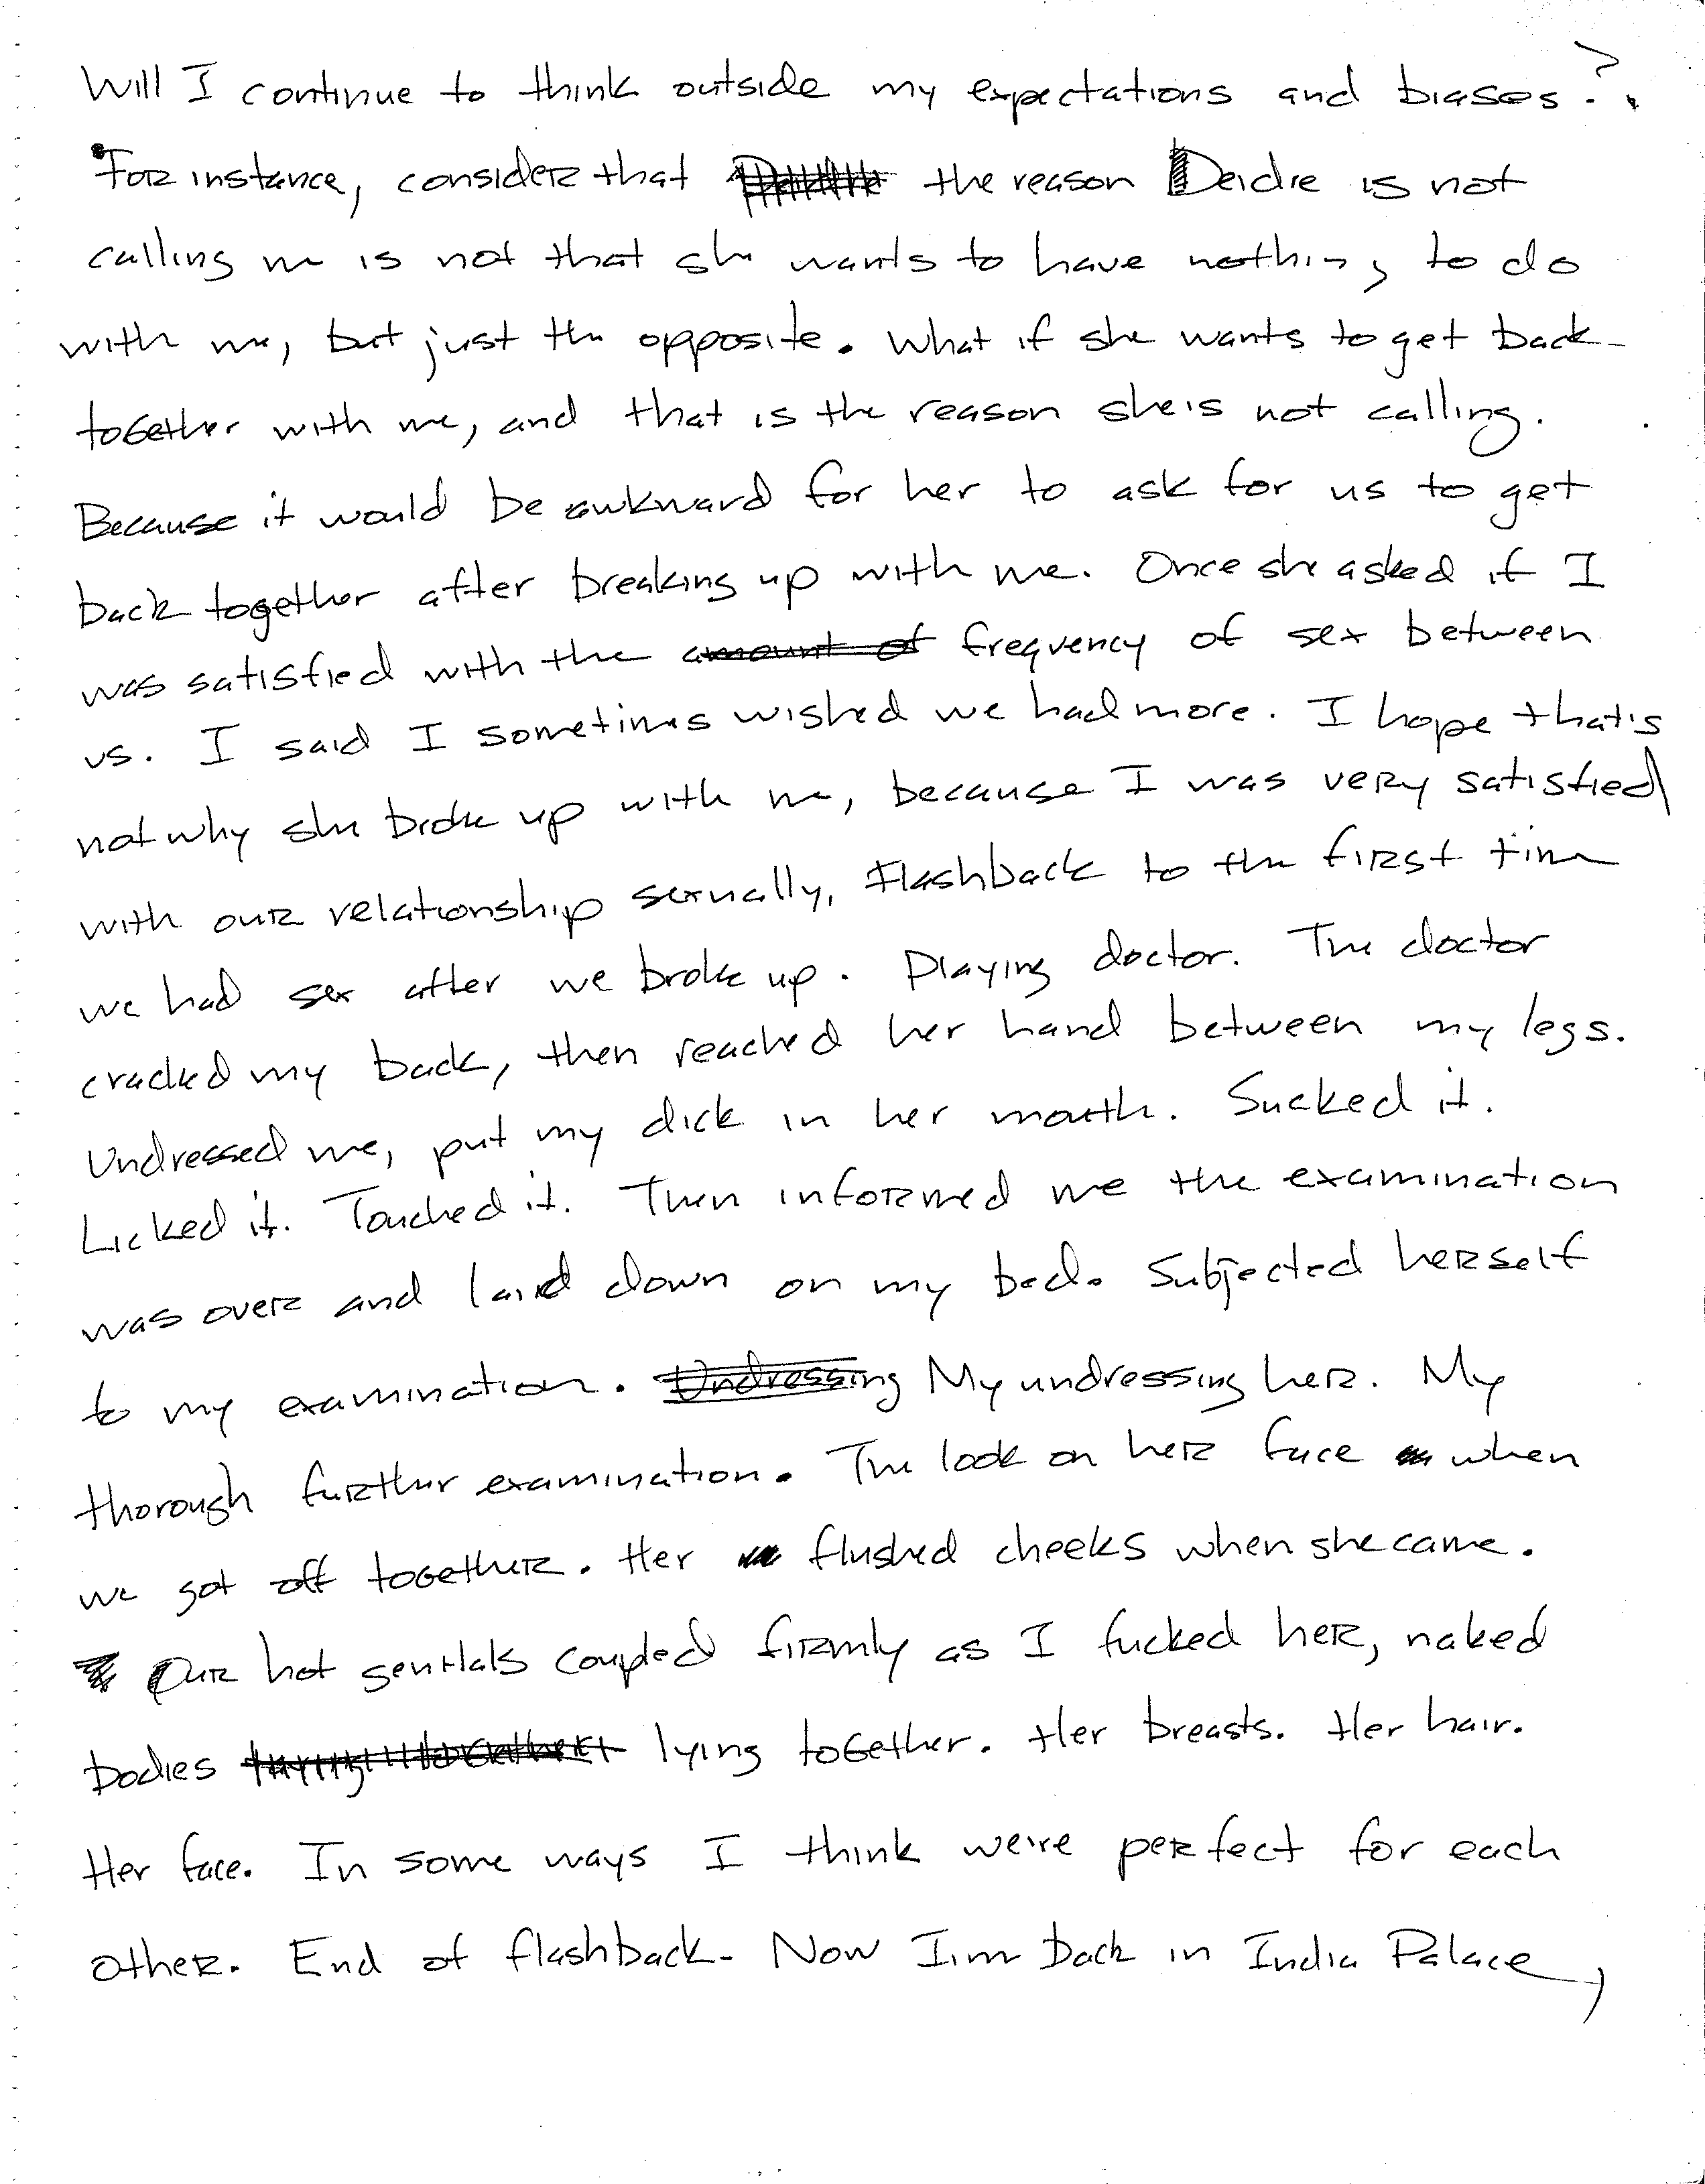 Will I continue to think outside my expectations and biases?.
For instance, consider that the reason Deidre is not
calling me is not that she wants to have nothing to do
with me, but just the opposite. What if she wants to get back
together with me, and that is the reason she's not calling.
Because it would be awkward for her to ask for us to get
back together after breaking up with me. Once she asked if I
was satisfied with the amount of frequency of sex between
us. I said I sometimes wished we had more. I hope that's
not why she broke up with me, because I was very satisfied
with our relationship sexually. Flashback to the first time
we had sex after we broke up. Playing doctor. The doctor
cracked my back, then reached her hand between my legs.
Undressed me, put my dick in her mouth. Sucked it.
Licked it. Touched it. Then informed me the examination
was over and laid down on my bed. Subjected herself
to my examination. Undressing My undressing her. My
thorough further examination. The look on her face when
we got off together. Her flushed cheeks when she came.
Our hot genitals coupled firmly as I fucked her, naked
bodies lying together. Her breasts. Her hair.
Her face. In some ways I think we're perfect for each
other. End of flashback. Now I'm back in India Palace,